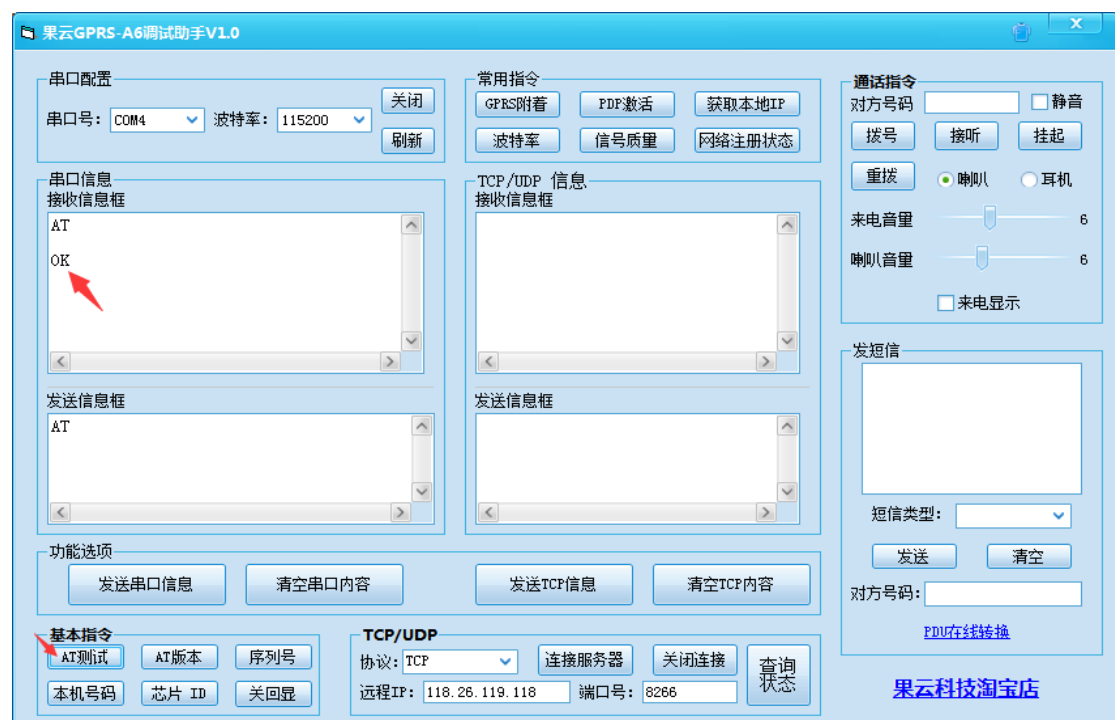 果云GPRS-A6调试助手V1.0
串口配置
串口号: COM4 波特率: 115200 关闭
刷新
常用指令
GPRS附着 PDP激活 获取本地IP
波特率 信号质量 网络注册状态
通话指令
对方号码 静音
拨号 接听 挂起
重拨 喇叭 耳机
来电音量 6
喇叭音量 6
来电显示
串口信息
接收信息框
AT
OK
发送信息框
AT
TCP/UDP 信息
接收信息框
发送信息框
发短信
短信类型:
发送 清空
对方号码:
PDU在线转换
果云科技淘宝店
功能选项
发送串口信息 清空串口内容 发送TCP信息 清空TCP内容
基本指令
AT测试 AT版本 序列号
本机号码 芯片 ID 关回显
TCP/UDP
协议: TCP 连接服务器 关闭连接
远程IP: 118.26.119.118 端口号: 8266
查询
状态